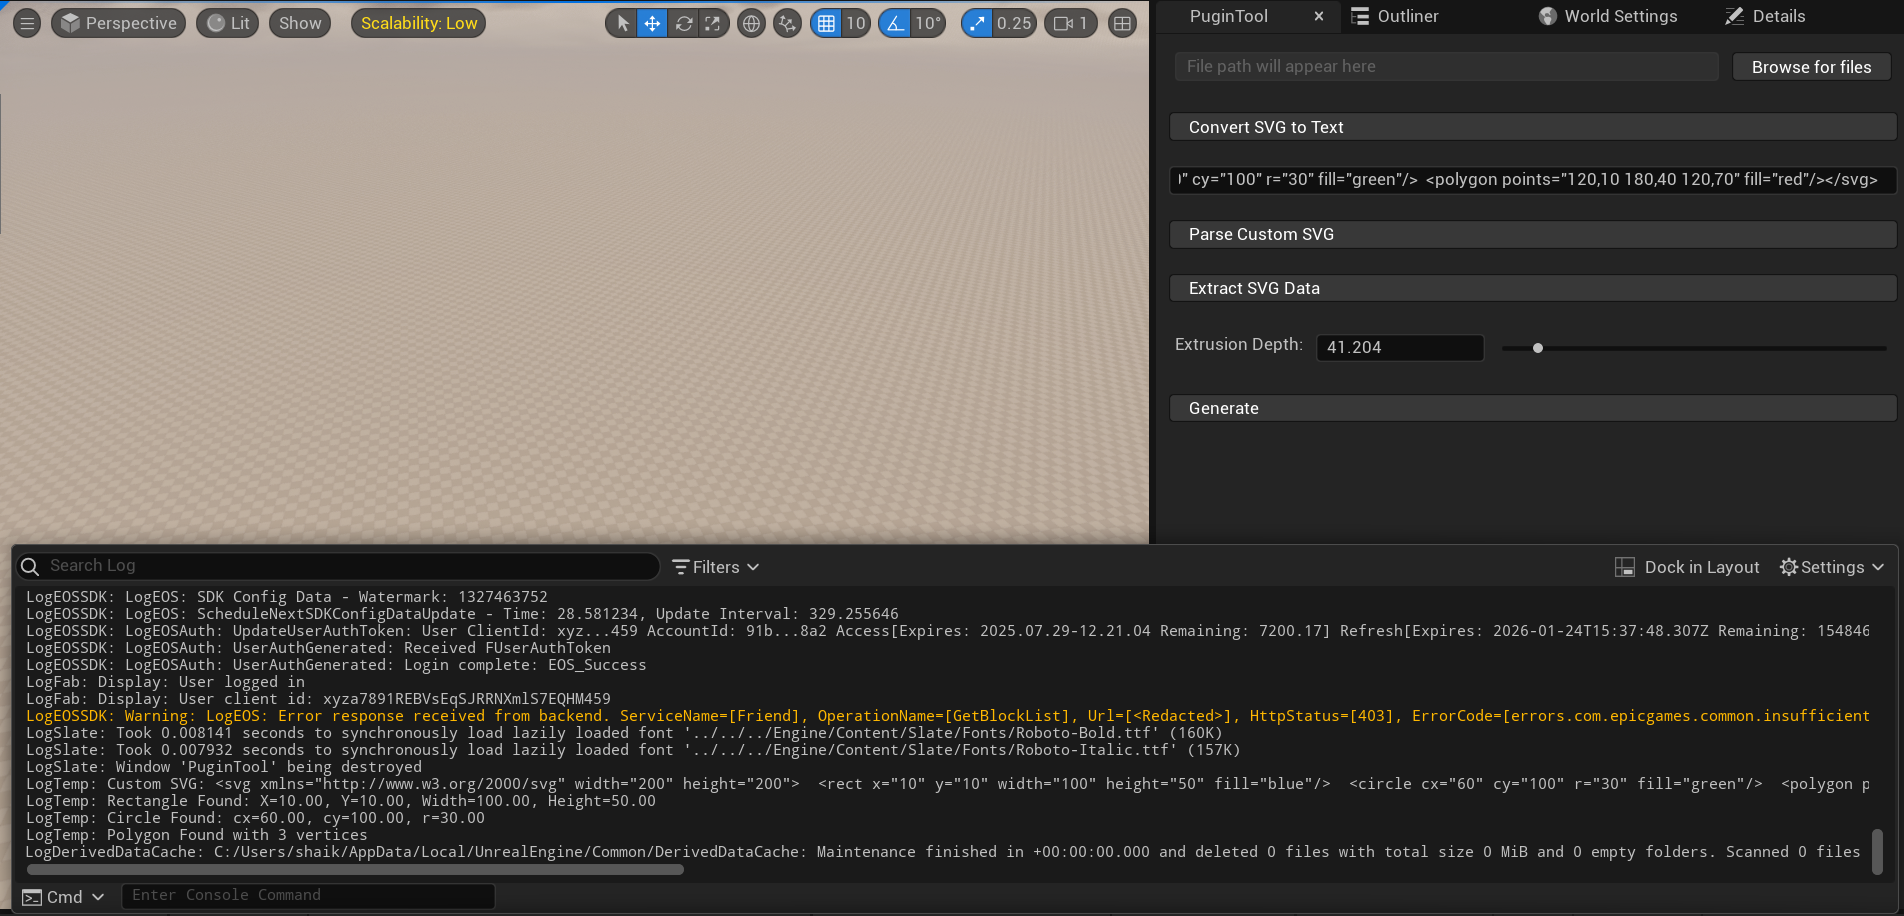 Perspective Lit Show Scalability: Low 10 10° 0.25 1
PuginTool × Outliner World Settings Details
File path will appear here Browse for files
Convert SVG to Text
" cy="100" r="30" fill="green"/> <polygon points="120,10 180,40 120,70" fill="red"/></svg>
Parse Custom SVG
Extract SVG Data
Extrusion Depth: 41.204
Generate
Search Log Filters Dock in Layout Settings
LogEOSSDK: LogEOS: SDK Config Data - Watermark: 1327463752
LogEOSSDK: LogEOS: ScheduleNextSDKConfigDataUpdate - Time: 28.581234, Update Interval: 329.255646
LogEOSSDK: LogEOSAuth: UpdateUserAuthToken: User ClientId: xyz...459 AccountId: 91b...8a2 Access[Expires: 2025.07.29-12.21.04 Remaining: 7200.17] Refresh[Expires: 2026-01-24T15:37:48.307Z Remaining: 154846
LogEOSSDK: LogEOSAuth: UserAuthGenerated: Received FUserAuthToken
LogEOSSDK: LogEOSAuth: UserAuthGenerated: Login complete: EOS_Success
LogFab: Display: User logged in
LogFab: Display: User client id: xyza7891REBVsEqSJRRNXmlS7EQHM459
LogEOSSDK: Warning: LogEOS: Error response received from backend. ServiceName=[Friend], OperationName=[GetBlockList], Url=[<Redacted>], HttpStatus=[403], ErrorCode=[errors.com.epicgames.common.insufficient
LogSlate: Took 0.008141 seconds to synchronously load lazily loaded font '../../../Engine/Content/Slate/Fonts/Roboto-Bold.ttf' (160K)
LogSlate: Took 0.007932 seconds to synchronously load lazily loaded font '../../../Engine/Content/Slate/Fonts/Roboto-Italic.ttf' (157K)
LogSlate: Window 'PuginTool' being destroyed
LogTemp: Custom SVG: <svg xmlns="http://www.w3.org/2000/svg" width="200" height="200">  <rect x="10" y="10" width="100" height="50" fill="blue"/>  <circle cx="60" cy="100" r="30" fill="green"/>  <polygon p
LogTemp: Rectangle Found: X=10.00, Y=10.00, Width=100.00, Height=50.00
LogTemp: Circle Found: cx=60.00, cy=100.00, r=30.00
LogTemp: Polygon Found with 3 vertices
LogDerivedDataCache: C:/Users/shaik/AppData/Local/UnrealEngine/Common/DerivedDataCache: Maintenance finished in +00:00:00.000 and deleted 0 files with total size 0 MiB and 0 empty folders. Scanned 0 files
Cmd Enter Console Command